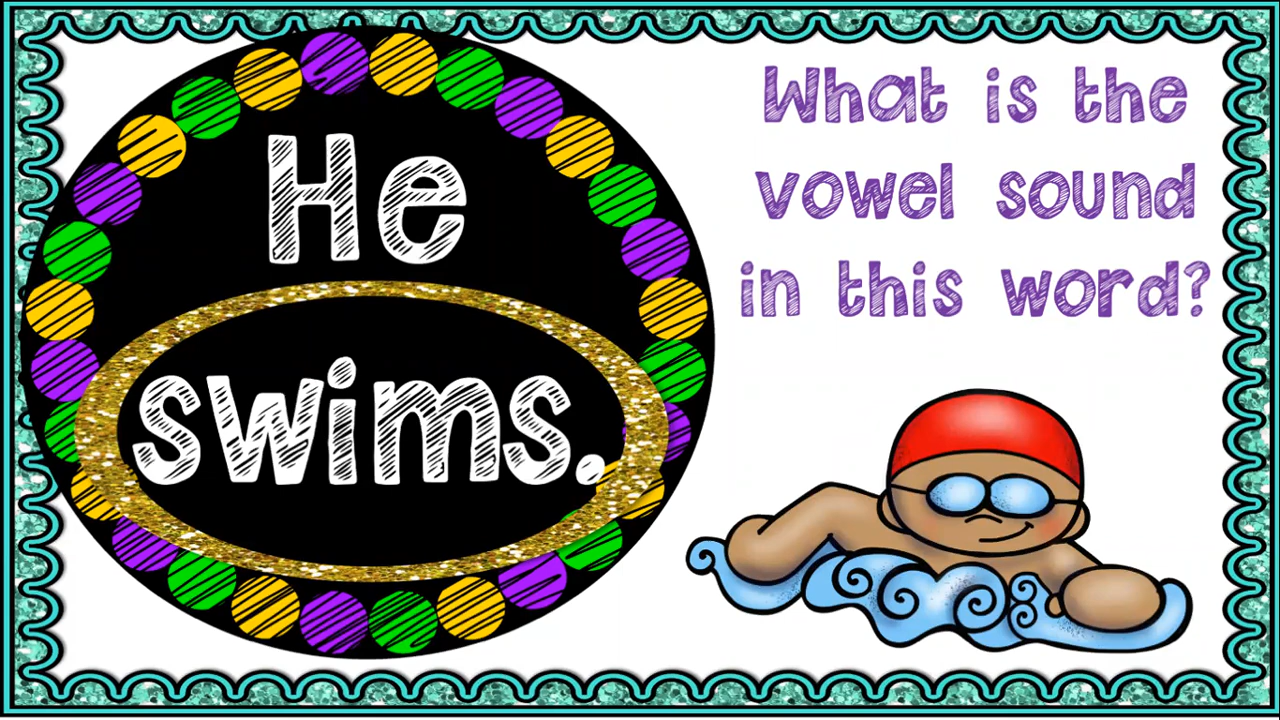 He
swims.
What is the
vowel sound
in this word?